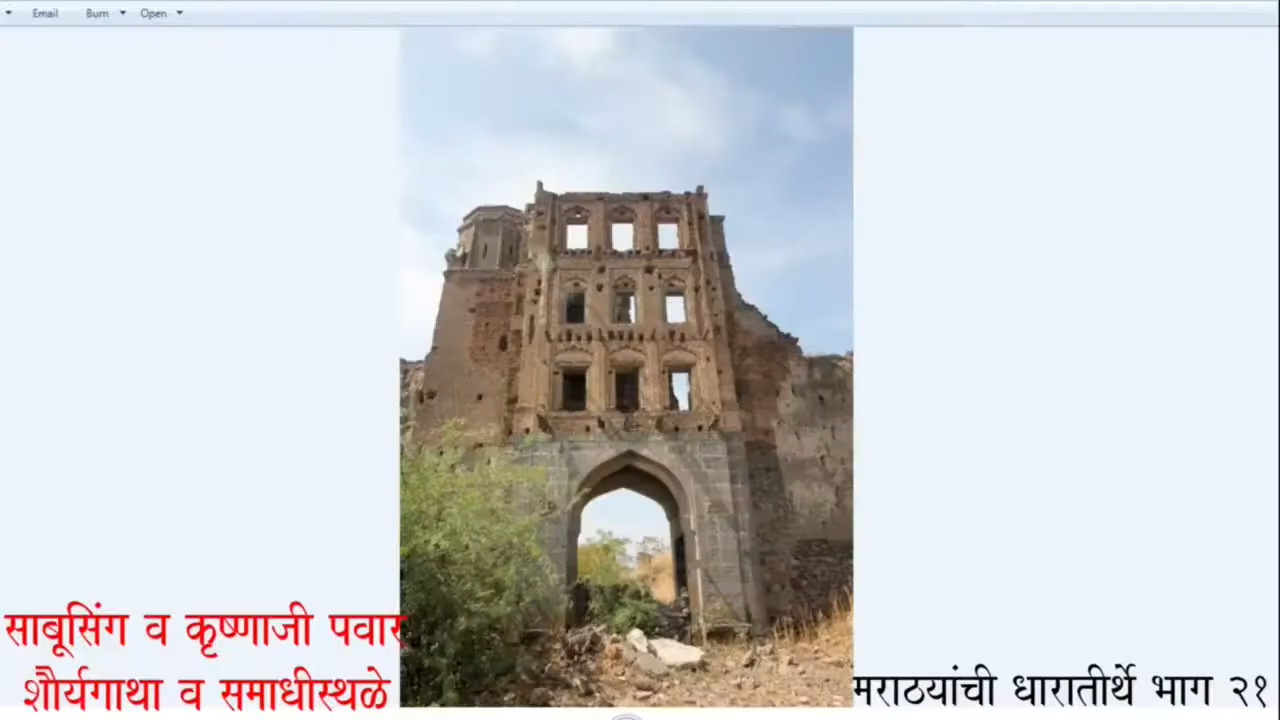 Email Burn Open
साबूसिंग व कृष्णाजी पवार
शौर्यगाथा व समाधीस्थळे
मराठयांची धारातीर्थे भाग २१